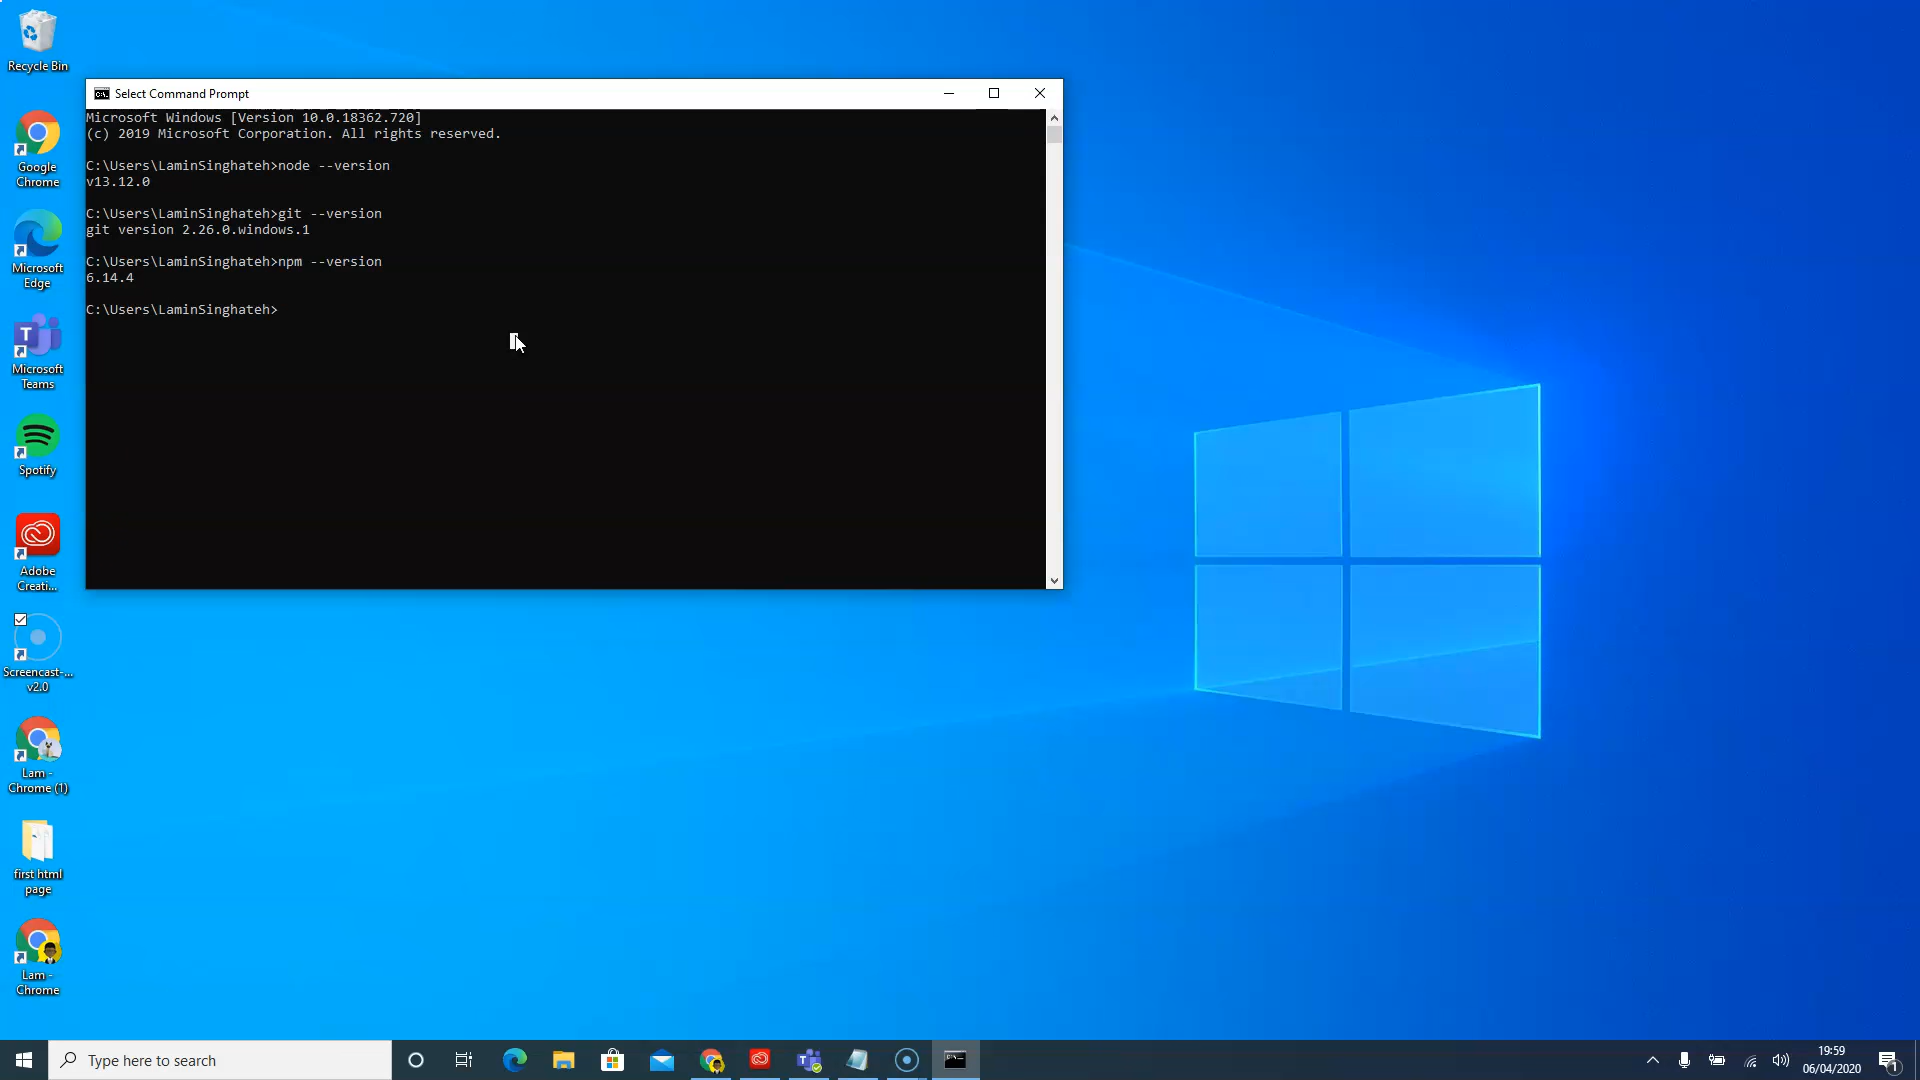 Recycle Bin
Google
Chrome
Microsoft
Edge
Microsoft
Teams
Spotify
Adobe
Creati...
Screencast-...
v2.0
Lam -
Chrome (1)
first html
page
Lam -
Chrome
Select Command Prompt
Microsoft Windows [Version 10.0.18362.720]
(c) 2019 Microsoft Corporation. All rights reserved.
C:\Users\LaminSinghateh>node --version
v13.12.0
C:\Users\LaminSinghateh>git --version
git version 2.26.0.windows.1
C:\Users\LaminSinghateh>npm --version
6.14.4
C:\Users\LaminSinghateh>
Type here to search
19:59
06/04/2020
1